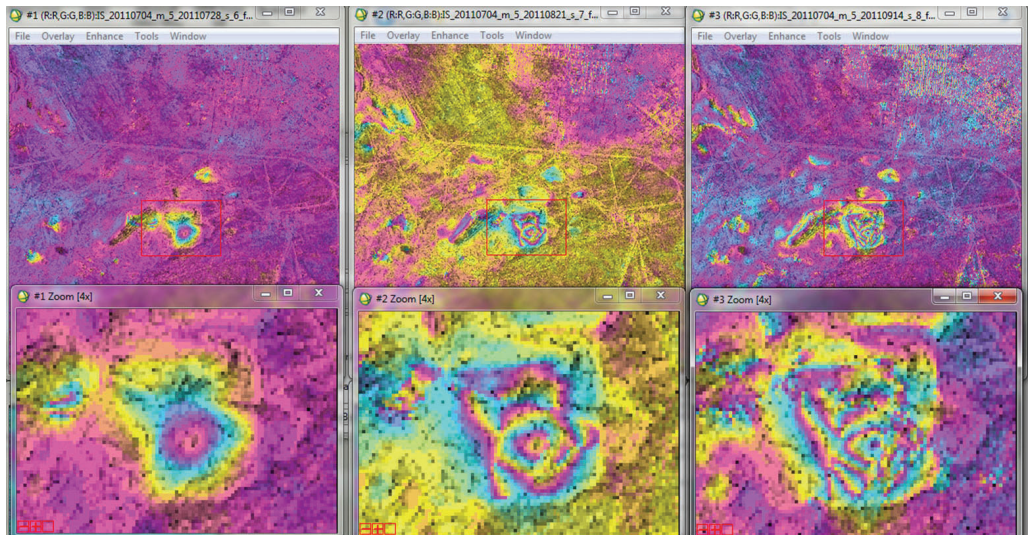 #1 (R:R,G:G,B:B):IS_20110704_m_5_20110728_s_6_f...
File Overlay Enhance Tools Window
#2 (R:R,G:G,B:B):IS_20110704_m_5_20110821_s_7_f...
File Overlay Enhance Tools Window
#3 (R:R,G:G,B:B):IS_20110704_m_5_20110914_s_8_f...
File Overlay Enhance Tools Window
#1 Zoom [4x]
#2 Zoom [4x]
#3 Zoom [4x]